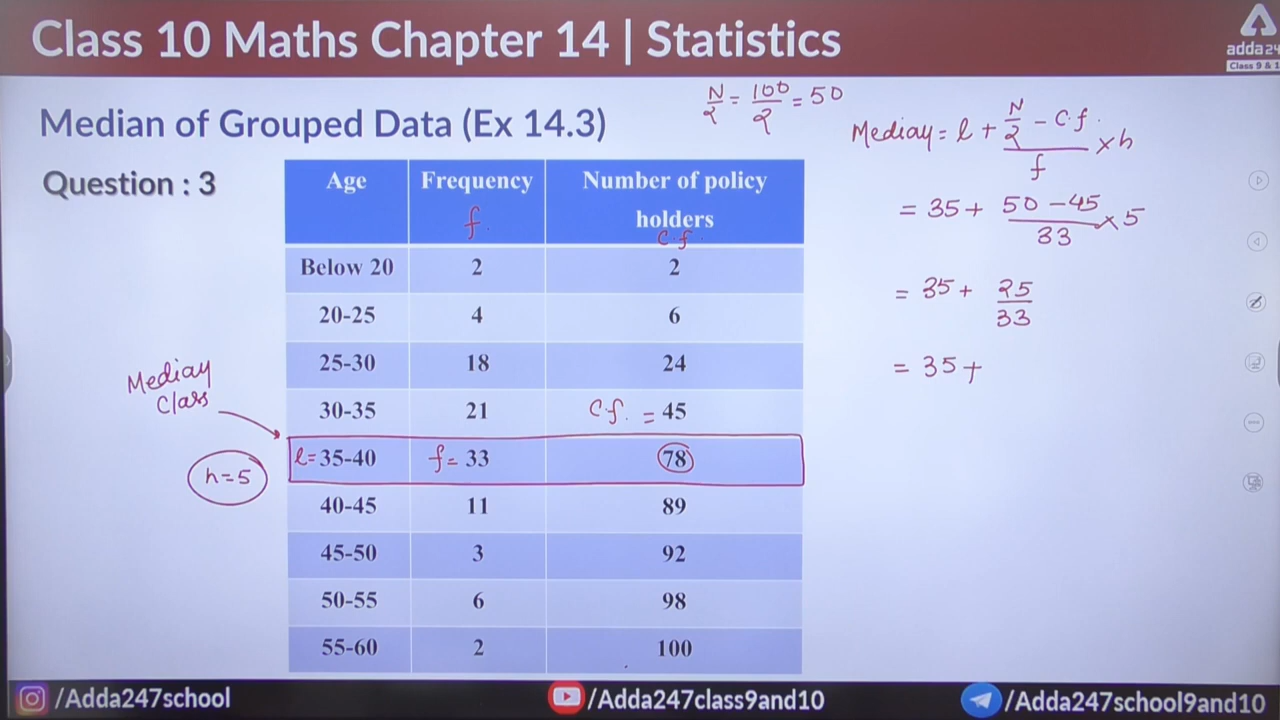 Class 10 Maths Chapter 14 | Statistics
adda24
Class 9 & 1
Median of Grouped Data (Ex 14.3)
N/2 = 100/2 = 50
Question : 3
Age Frequency Number of policy holders
f c.f.
Below 20 2 2
20-25 4 6
25-30 18 24
30-35 21 c.f. = 45
l= 35-40 f= 33 78
40-45 11 89
45-50 3 92
50-55 6 98
55-60 2 100
Median Class
h=5
Median = l + (N/2 - c.f.)/f × h
= 35 + (50 - 45)/33 × 5
= 35 + 25/33
= 35 +
/Adda247school
/Adda247class9and10
/Adda247school9and10